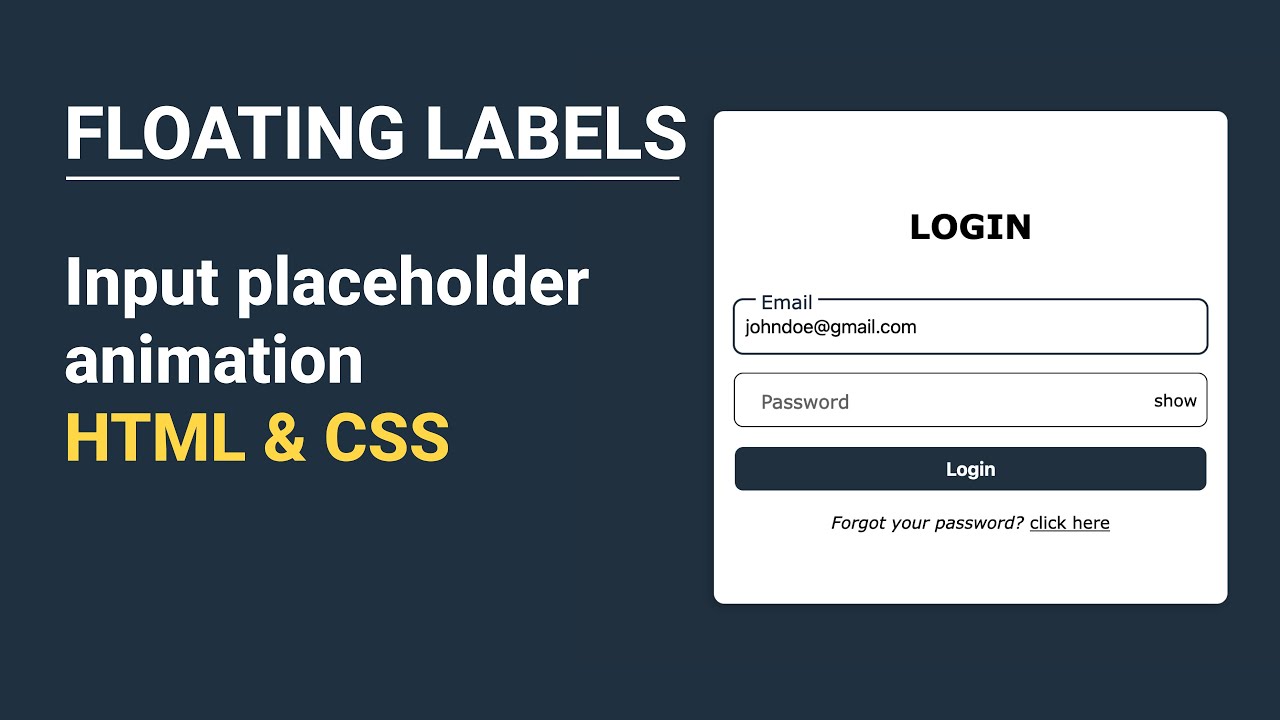 FLOATING LABELS
Input placeholder
animation
HTML & CSS
LOGIN
Email
johndoe@gmail.com
Password show
Login
Forgot your password? click here